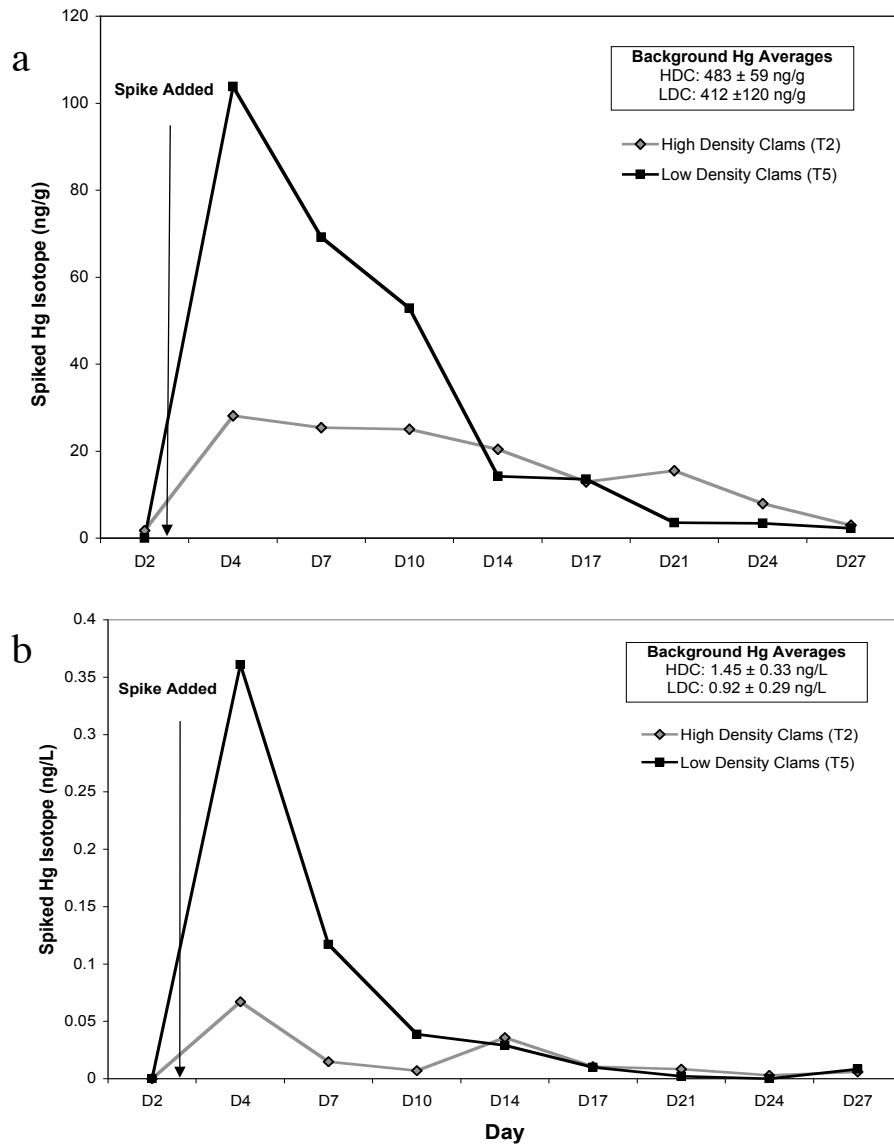 a
120
100
80
60
40
20
0
Spiked Hg Isotope (ng/g)
Spike Added
Background Hg Averages
HDC: 483 ± 59 ng/g
LDC: 412 ±120 ng/g
High Density Clams (T2)
Low Density Clams (T5)
D2 D4 D7 D10 D14 D17 D21 D24 D27
b
0.4
0.35
0.3
0.25
0.2
0.15
0.1
0.05
0
Spiked Hg Isotope (ng/L)
Spike Added
Background Hg Averages
HDC: 1.45 ± 0.33 ng/L
LDC: 0.92 ± 0.29 ng/L
High Density Clams (T2)
Low Density Clams (T5)
D2 D4 D7 D10 D14 D17 D21 D24 D27
Day